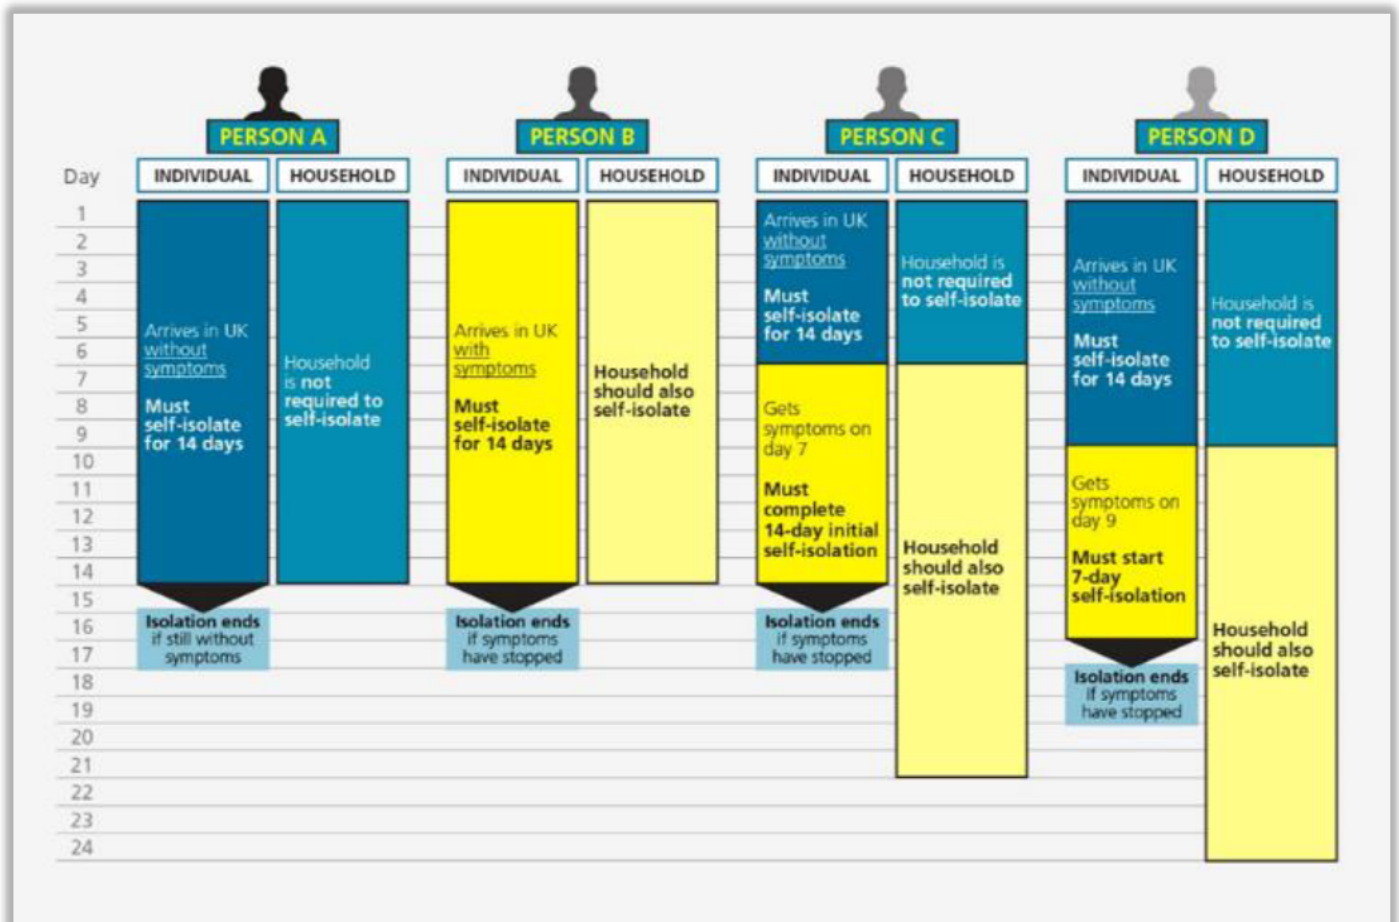 PERSON A
PERSON B
PERSON C
PERSON D
Day
INDIVIDUAL
HOUSEHOLD
INDIVIDUAL
HOUSEHOLD
INDIVIDUAL
HOUSEHOLD
INDIVIDUAL
HOUSEHOLD
1
2
3
4
5
6
7
8
9
10
11
12
13
14
15
16
17
18
19
20
21
22
23
24
Arrives in UK
without
symptoms
Must
self-isolate
for 14 days
Isolation ends
if still without
symptoms
Household
is not
required to
self-isolate
Arrives in UK
with
symptoms
Must
self-isolate
for 14 days
Isolation ends
if symptoms
have stopped
Household
should also
self-isolate
Arrives in UK
without
symptoms
Must
self-isolate
for 14 days
Gets
symptoms on
day 7
Must
complete
14-day initial
self-isolation
Isolation ends
if symptoms
have stopped
Household is
not required
to self-isolate
Household
should also
self-isolate
Arrives in UK
without
symptoms
Must
self-isolate
for 14 days
Gets
symptoms on
day 9
Must start
7-day
self-isolation
Isolation ends
if symptoms
have stopped
Household is
not required
to self-isolate
Household
should also
self-isolate